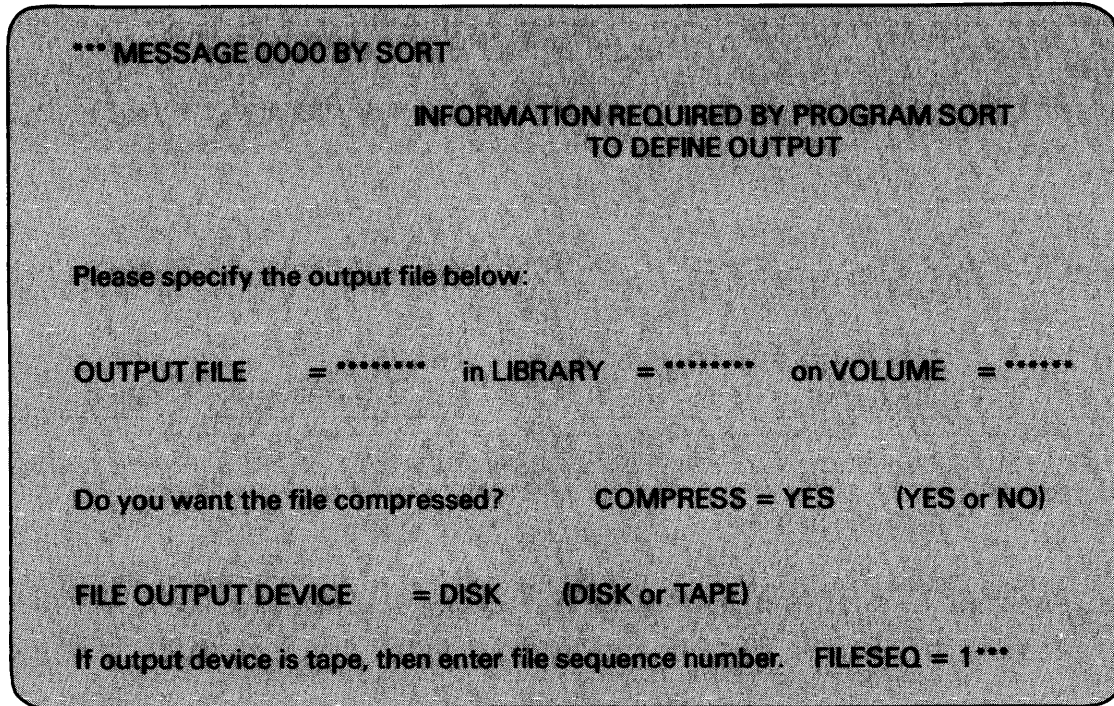 *** MESSAGE 0000 BY SORT
INFORMATION REQUIRED BY PROGRAM SORT
TO DEFINE OUTPUT
Please specify the output file below:
OUTPUT FILE = ******** in LIBRARY = ******** on VOLUME = ******
Do you want the file compressed? COMPRESS = YES (YES or NO)
FILE OUTPUT DEVICE = DISK (DISK or TAPE)
If output device is tape, then enter file sequence number. FILESEQ = 1***